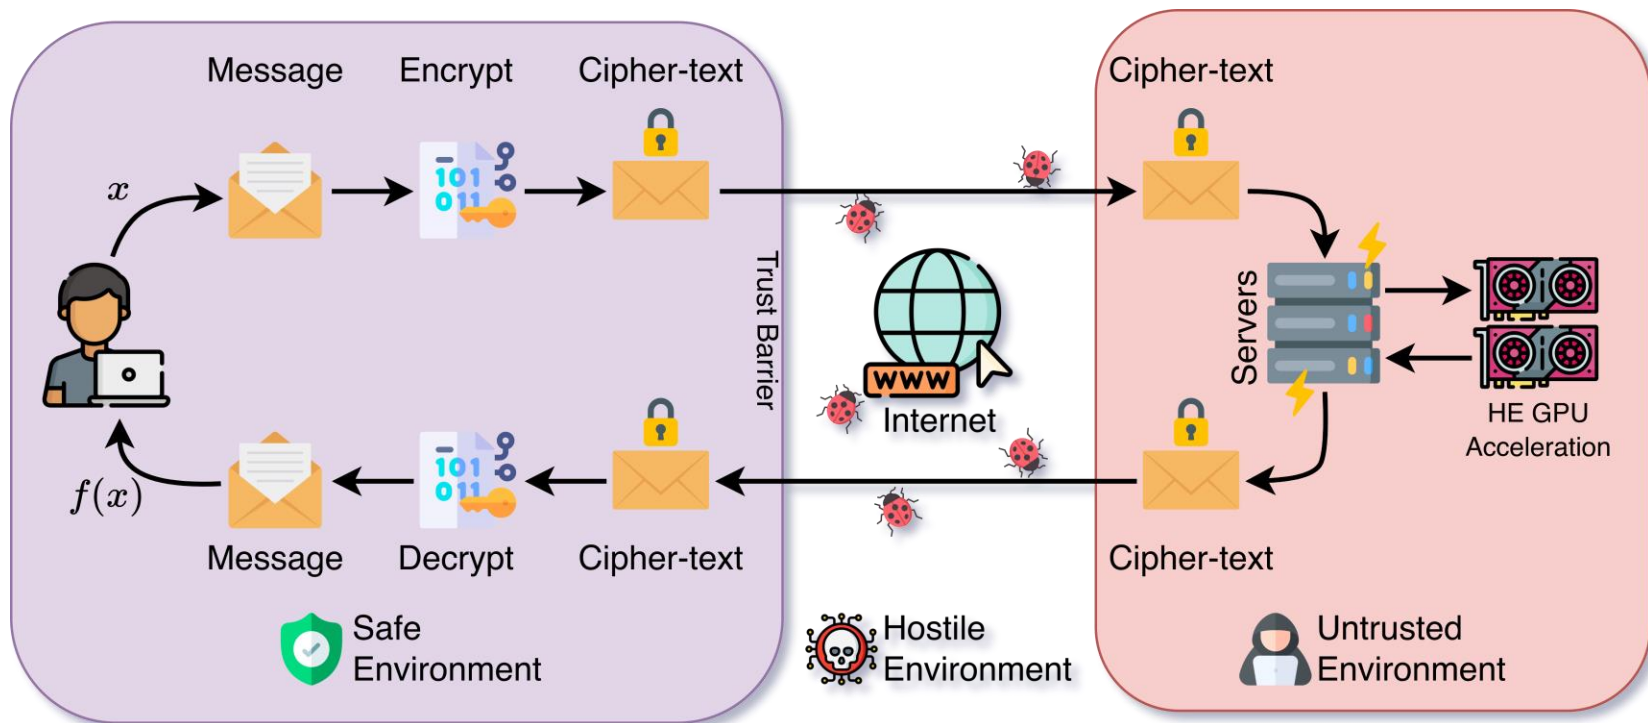 Message
Encrypt
Cipher-text
Cipher-text
x
101
011
Trust Barrier
Servers
WWW
Internet
HE GPU
Acceleration
f(x)
101
011
Message
Decrypt
Cipher-text
Cipher-text
Safe
Environment
Hostile
Environment
Untrusted
Environment